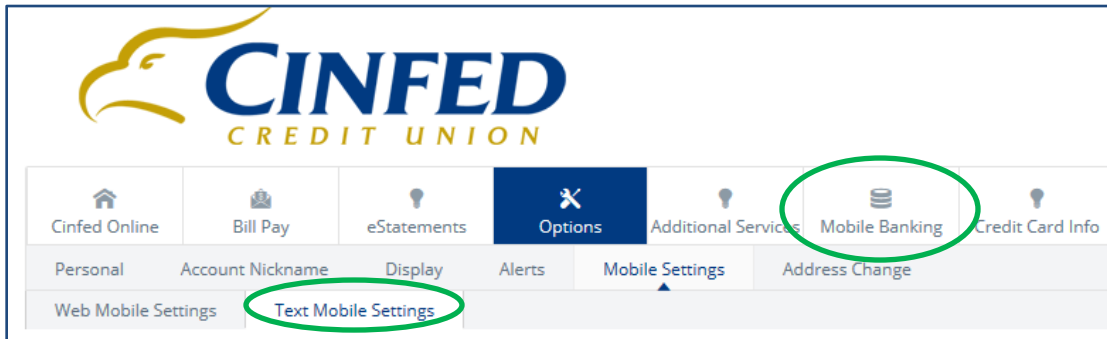 CINFED
CREDIT UNION
Cinfed Online Bill Pay eStatements Options Additional Services Mobile Banking Credit Card Info
Personal Account Nickname Display Alerts Mobile Settings Address Change
Web Mobile Settings Text Mobile Settings